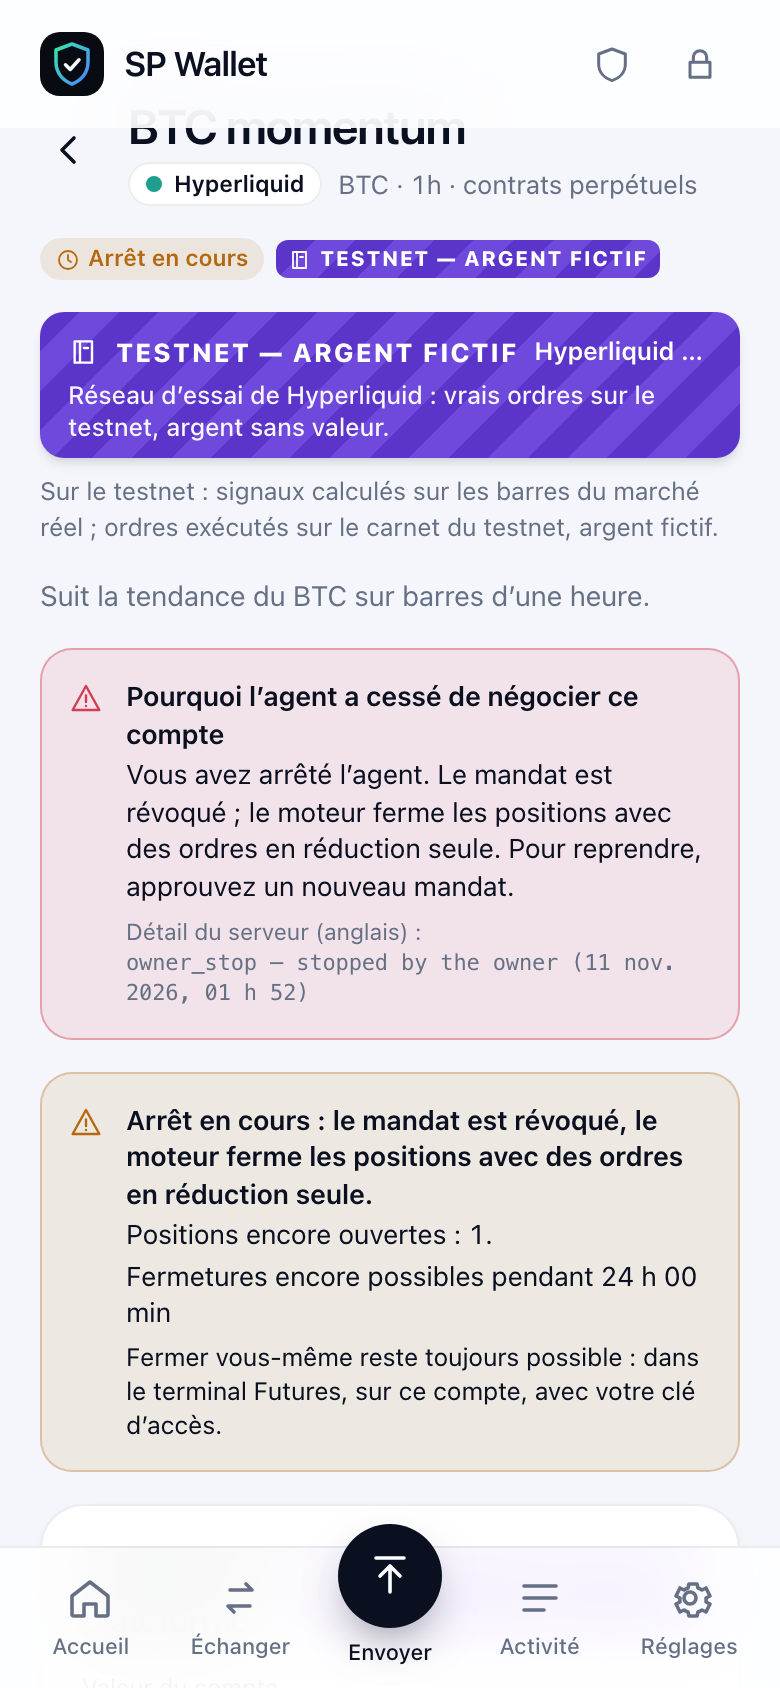 SP Wallet
BTC momentum
Hyperliquid
BTC · 1h · contrats perpétuels
Arrêt en cours
TESTNET — ARGENT FICTIF
TESTNET — ARGENT FICTIF Hyperliquid ...
Réseau d’essai de Hyperliquid : vrais ordres sur le
testnet, argent sans valeur.
Sur le testnet : signaux calculés sur les barres du marché
réel ; ordres exécutés sur le carnet du testnet, argent fictif.
Suit la tendance du BTC sur barres d’une heure.
Pourquoi l’agent a cessé de négocier ce
compte
Vous avez arrêté l’agent. Le mandat est
révoqué ; le moteur ferme les positions avec
des ordres en réduction seule. Pour reprendre,
approuvez un nouveau mandat.
Détail du serveur (anglais) :
owner_stop — stopped by the owner (11 nov.
2026, 01 h 52)
Arrêt en cours : le mandat est révoqué, le
moteur ferme les positions avec des ordres
en réduction seule.
Positions encore ouvertes : 1.
Fermetures encore possibles pendant 24 h 00
min
Fermer vous-même reste toujours possible : dans
le terminal Futures, sur ce compte, avec votre clé
d’accès.
Accueil
Échanger
Envoyer
Activité
Réglages
Valeur du compte